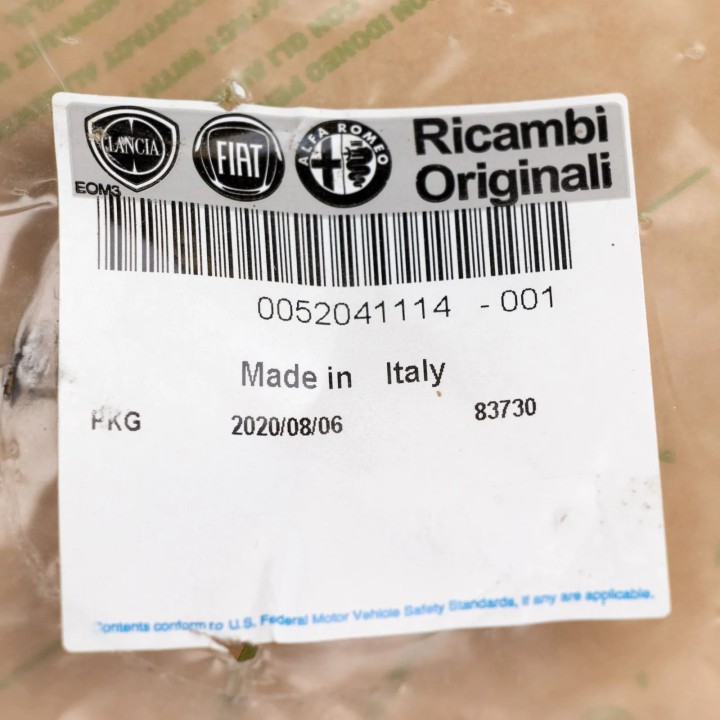 LANCIA
FIAT
ALFA ROMEO
Ricambi
Originali
EOM3
0052041114 - 001
Made in Italy
PKG 2020/08/06 83730
Contents conform to U.S. Federal Motor Vehicle Safety Standards, if any are applicable.